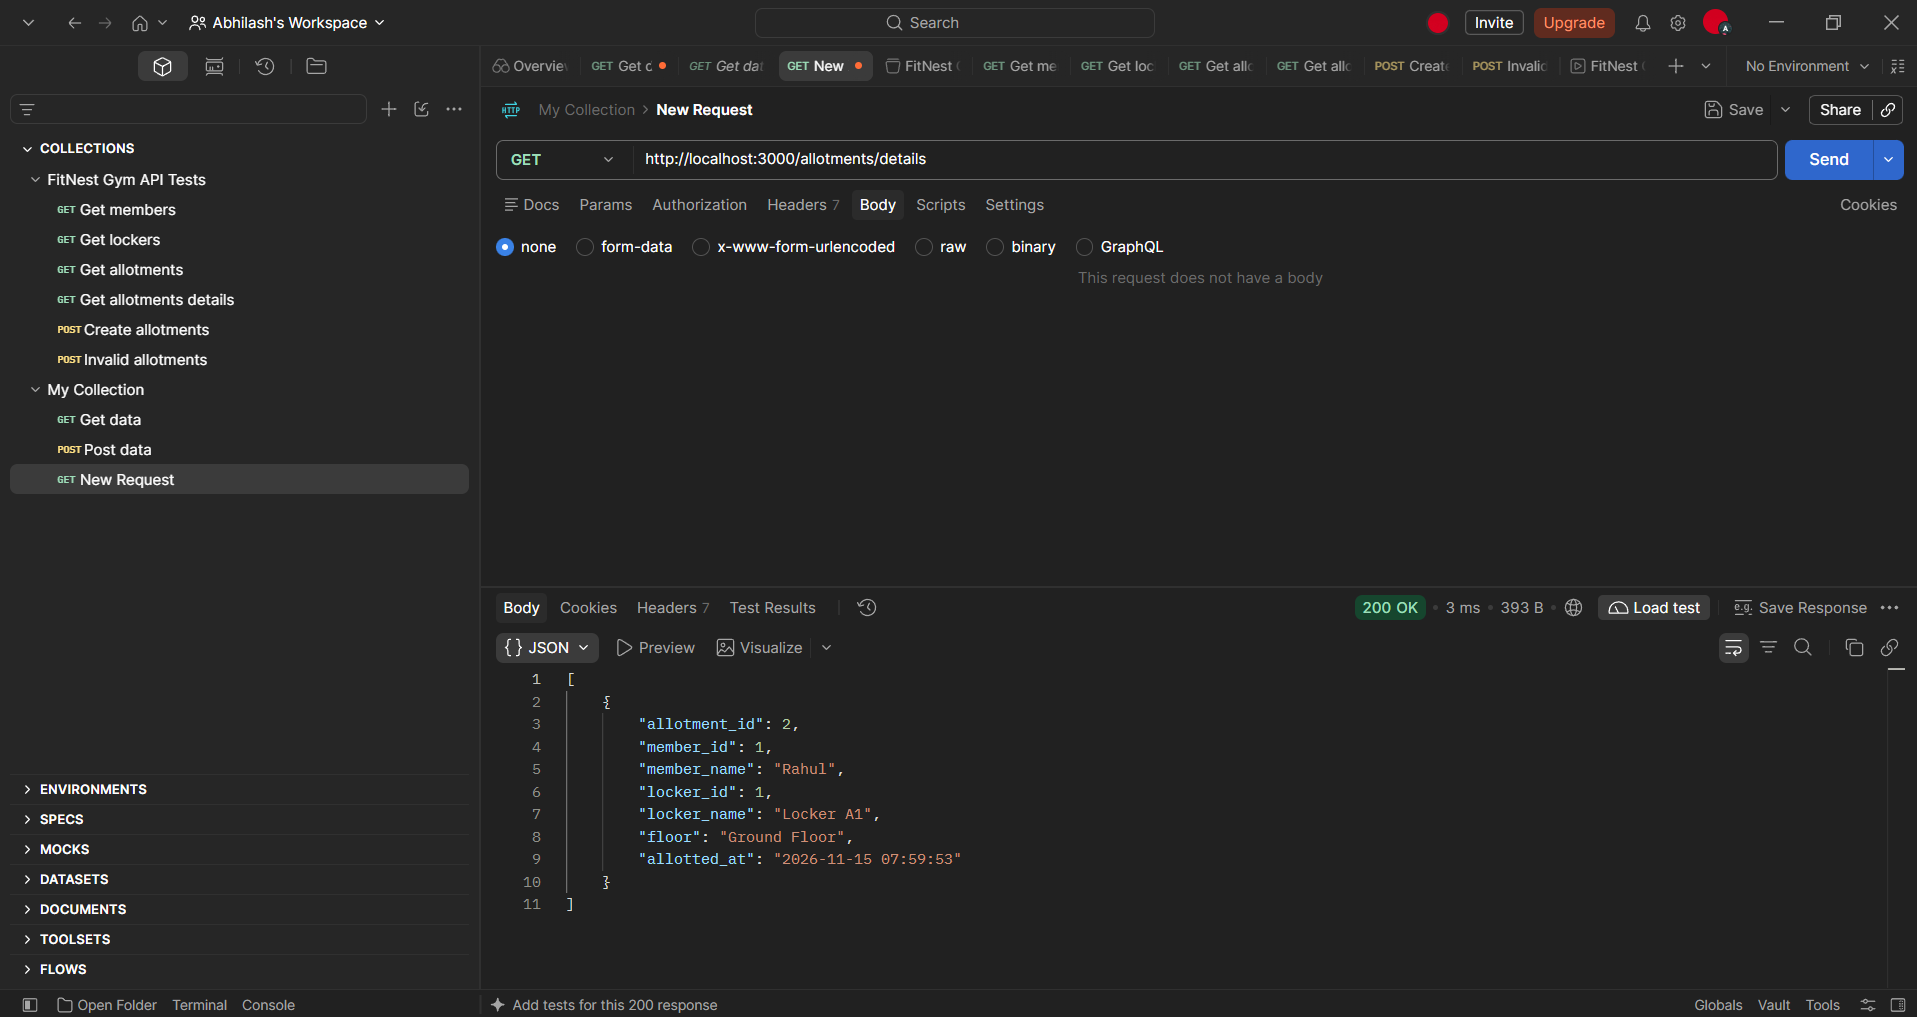 Abhilash's Workspace
Search
Invite
Upgrade
A
Overvie
GET Get d
GET Get dat
GET New
FitNest
GET Get me
GET Get loc
GET Get allo
GET Get allo
POST Create
POST Invalid
FitNest
No Environment
COLLECTIONS
FitNest Gym API Tests
GET Get members
GET Get lockers
GET Get allotments
GET Get allotments details
POST Create allotments
POST Invalid allotments
My Collection
GET Get data
POST Post data
GET New Request
ENVIRONMENTS
SPECS
MOCKS
DATASETS
DOCUMENTS
TOOLSETS
FLOWS
HTTP My Collection > New Request
Save
Share
GET http://localhost:3000/allotments/details
Send
Docs Params Authorization Headers 7 Body Scripts Settings
Cookies
none form-data x-www-form-urlencoded raw binary GraphQL
This request does not have a body
Body Cookies Headers 7 Test Results
200 OK • 3 ms • 393 B
Load test
e.g. Save Response
{} JSON Preview Visualize
1 [
2 {
3 "allotment_id": 2,
4 "member_id": 1,
5 "member_name": "Rahul",
6 "locker_id": 1,
7 "locker_name": "Locker A1",
8 "floor": "Ground Floor",
9 "allotted_at": "2026-11-15 07:59:53"
10 }
11 ]
Open Folder Terminal Console
Add tests for this 200 response
Globals Vault Tools